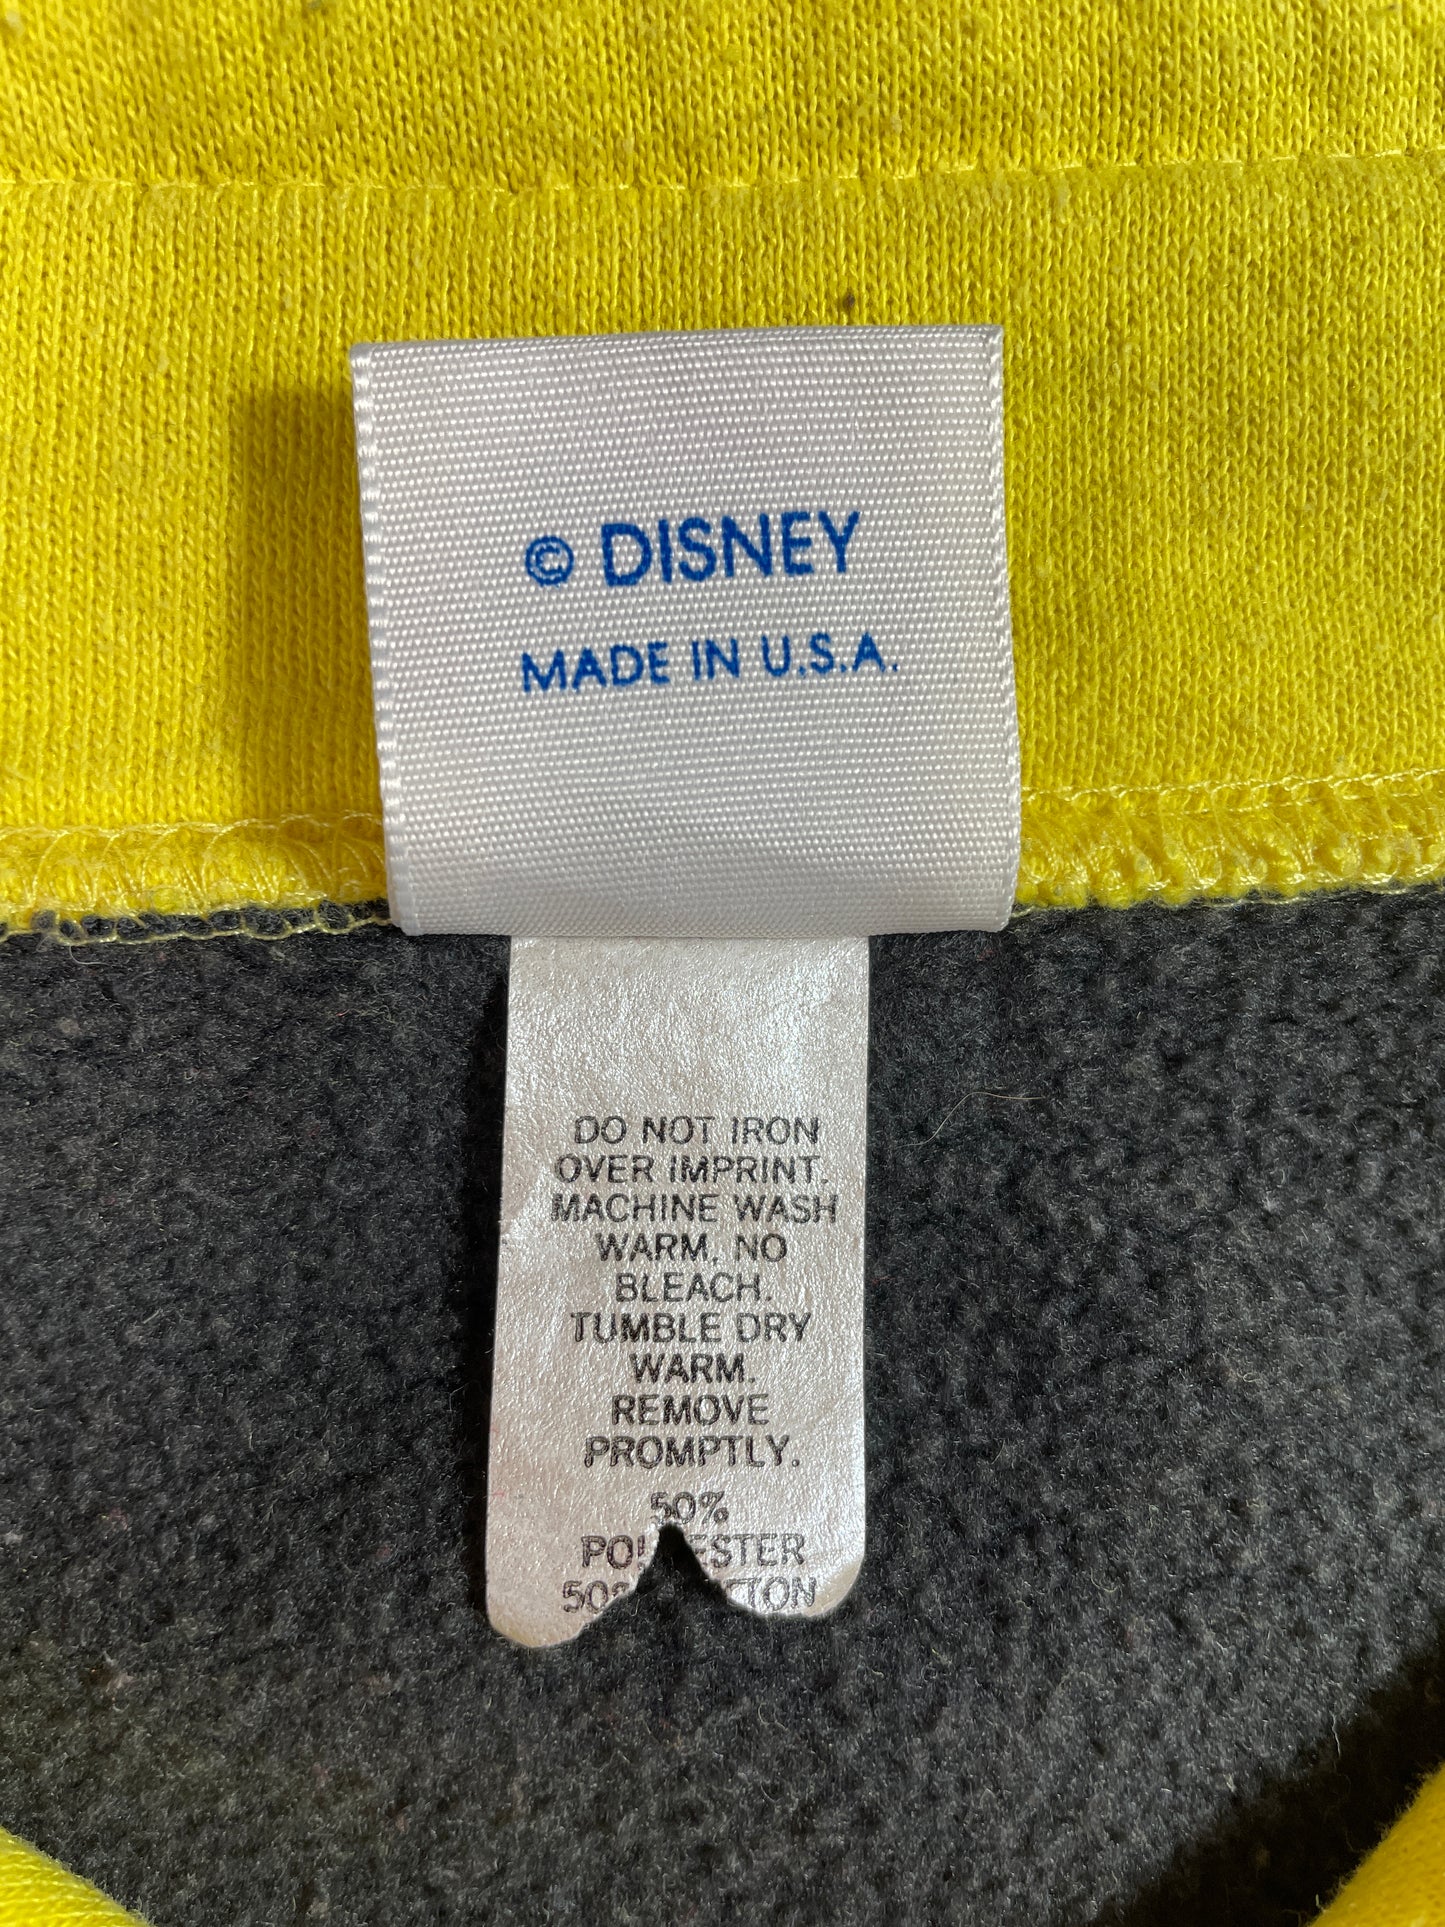 © DISNEY
MADE IN U.S.A.
DO NOT IRON
OVER IMPRINT.
MACHINE WASH
WARM, NO
BLEACH.
TUMBLE DRY
WARM.
REMOVE
PROMPTLY.
50%